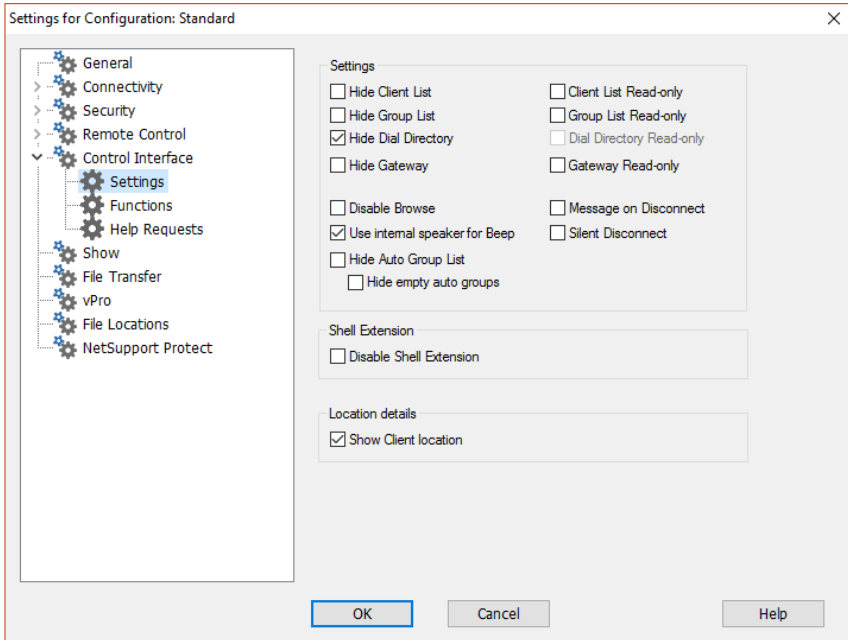 Settings for Configuration: Standard
General
Connectivity
Security
Remote Control
Control Interface
Settings
Functions
Help Requests
Show
File Transfer
vPro
File Locations
NetSupport Protect
Settings
Hide Client List
Client List Read-only
Hide Group List
Group List Read-only
Hide Dial Directory
Dial Directory Read-only
Hide Gateway
Gateway Read-only
Disable Browse
Message on Disconnect
Use internal speaker for Beep
Silent Disconnect
Hide Auto Group List
Hide empty auto groups
Shell Extension
Disable Shell Extension
Location details
Show Client location
OK
Cancel
Help